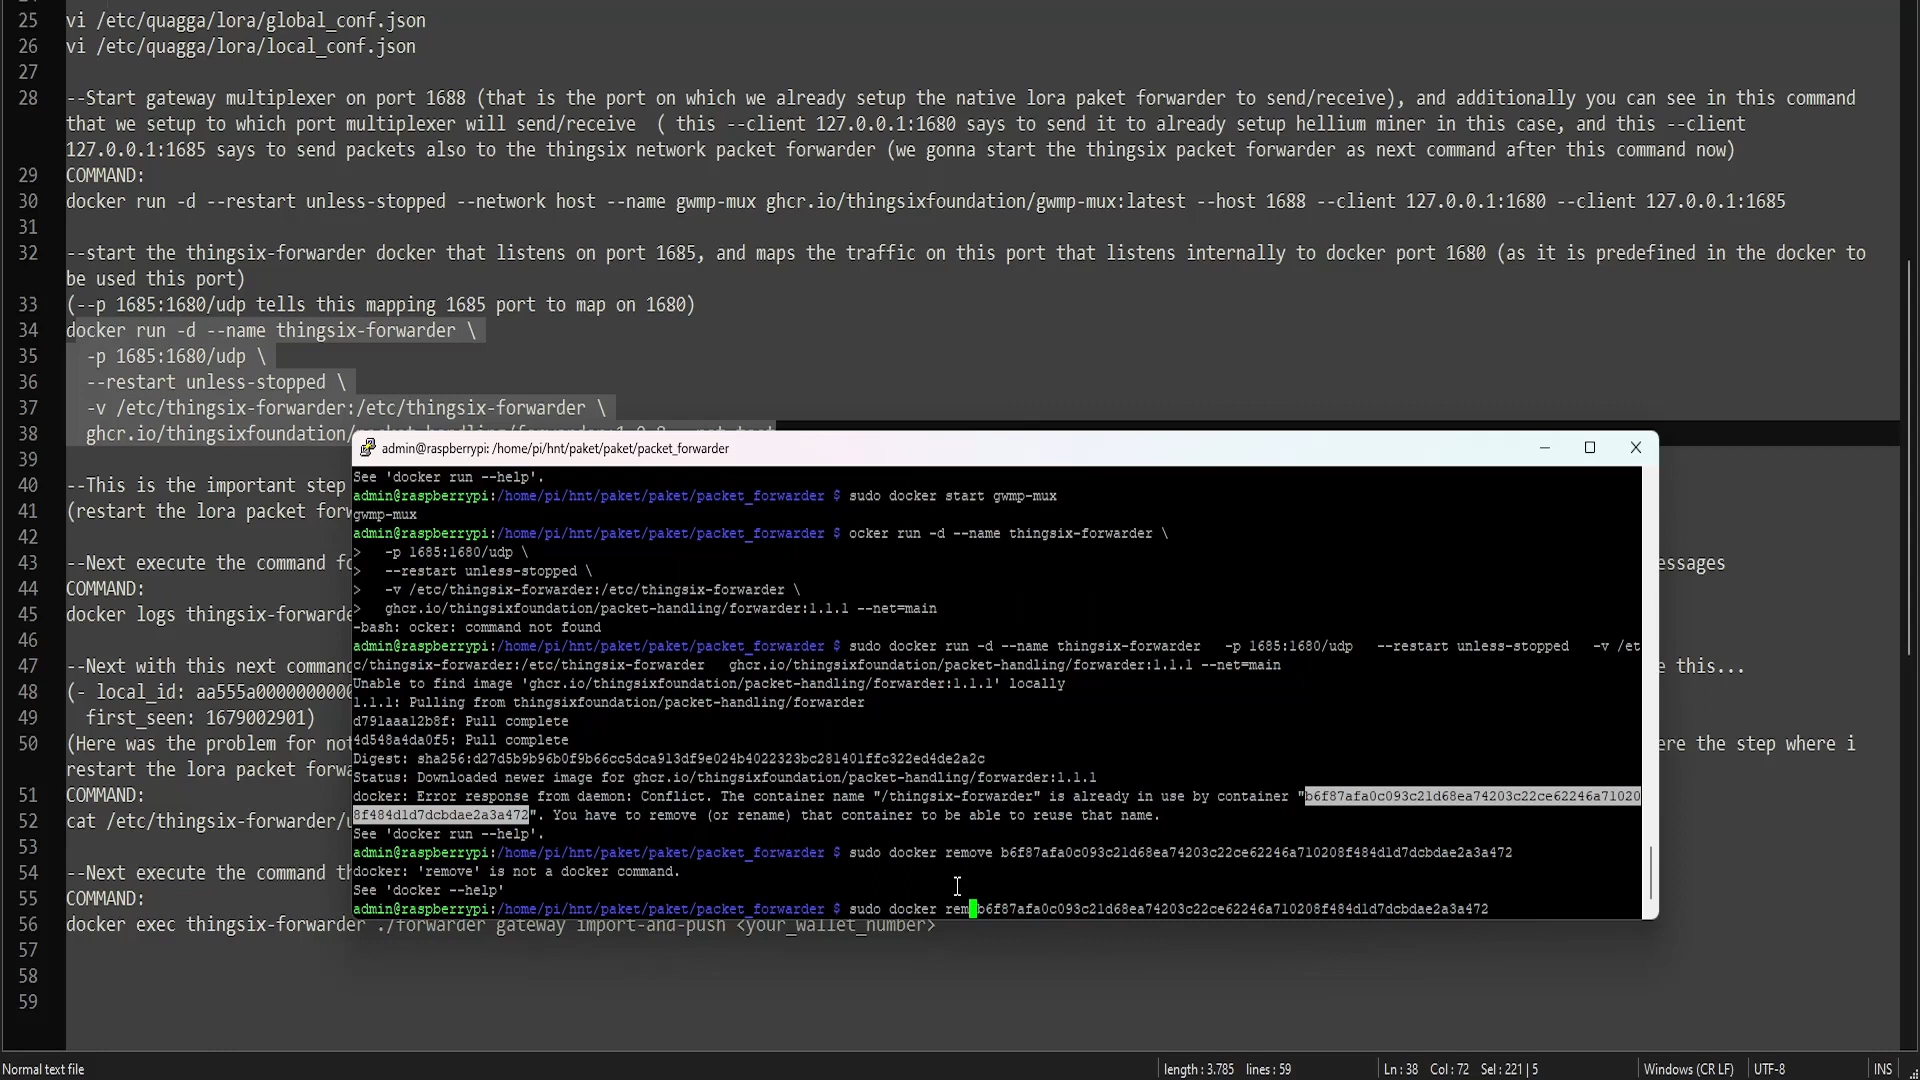 25 vi /etc/quagga/lora/global_conf.json
26 vi /etc/quagga/lora/local_conf.json
27
28 --Start gateway multiplexer on port 1688 (that is the port on which we already setup the native lora paket forwarder to send/receive), and additionally you can see in this command
that we setup to which port multiplexer will send/receive  ( this --client 127.0.0.1:1680 says to send it to already setup hellium miner in this case, and this --client
127.0.0.1:1685 says to send packets also to the thingsix network packet forwarder (we gonna start the thingsix packet forwarder as next command after this command now)
29 COMMAND:
30 docker run -d --restart unless-stopped --network host --name gwmp-mux ghcr.io/thingsixfoundation/gwmp-mux:latest --host 1688 --client 127.0.0.1:1680 --client 127.0.0.1:1685
31
32 --start the thingsix-forwarder docker that listens on port 1685, and maps the traffic on this port that listens internally to docker port 1680 (as it is predefined in the docker to
be used this port)
33 (--p 1685:1680/udp tells this mapping 1685 port to map on 1680)
34 docker run -d --name thingsix-forwarder \
35   -p 1685:1680/udp \
36   --restart unless-stopped \
37   -v /etc/thingsix-forwarder:/etc/thingsix-forwarder \
38   ghcr.io/thingsixfoundation/
39
40 --This is the important step
41 (restart the lora packet forw
42
43 --Next execute the command fo
essages
44 COMMAND:
45 docker logs thingsix-forwarde
46
47 --Next with this next command
e this...
48 (- local_id: aa555a0000000000
49   first_seen: 1679002901)
50 (Here was the problem for not
ere the step where i
restart the lora packet forwa
51 COMMAND:
52 cat /etc/thingsix-forwarder/u
53
54 --Next execute the command th
55 COMMAND:
56 docker exec thingsix-forwarder ./forwarder gateway import-and-push <your_wallet_number>
57
58
59
admin@raspberrypi: /home/pi/hnt/paket/paket/packet_forwarder
See 'docker run --help'.
admin@raspberrypi:/home/pi/hnt/paket/paket/packet_forwarder $ sudo docker start gwmp-mux
gwmp-mux
admin@raspberrypi:/home/pi/hnt/paket/paket/packet_forwarder $ ocker run -d --name thingsix-forwarder \
>   -p 1685:1680/udp \
>   --restart unless-stopped \
>   -v /etc/thingsix-forwarder:/etc/thingsix-forwarder \
>   ghcr.io/thingsixfoundation/packet-handling/forwarder:1.1.1 --net=main
-bash: ocker: command not found
admin@raspberrypi:/home/pi/hnt/paket/paket/packet_forwarder $ sudo docker run -d --name thingsix-forwarder   -p 1685:1680/udp   --restart unless-stopped   -v /et
c/thingsix-forwarder:/etc/thingsix-forwarder   ghcr.io/thingsixfoundation/packet-handling/forwarder:1.1.1 --net=main
Unable to find image 'ghcr.io/thingsixfoundation/packet-handling/forwarder:1.1.1' locally
1.1.1: Pulling from thingsixfoundation/packet-handling/forwarder
d791aaa12b8f: Pull complete
4d548a4da0f5: Pull complete
Digest: sha256:d27d5b9b96b0f9b66cc5dca913df9e024b4022323bc281401ffc322ed4de2a2c
Status: Downloaded newer image for ghcr.io/thingsixfoundation/packet-handling/forwarder:1.1.1
docker: Error response from daemon: Conflict. The container name "/thingsix-forwarder" is already in use by container "b6f87afa0c093c21d68ea74203c22ce62246a71020
8f484d1d7dcbdae2a3a472". You have to remove (or rename) that container to be able to reuse that name.
See 'docker run --help'.
admin@raspberrypi:/home/pi/hnt/paket/paket/packet_forwarder $ sudo docker remove b6f87afa0c093c21d68ea74203c22ce62246a710208f484d1d7dcbdae2a3a472
docker: 'remove' is not a docker command.
See 'docker --help'
admin@raspberrypi:/home/pi/hnt/paket/paket/packet_forwarder $ sudo docker rem b6f87afa0c093c21d68ea74203c22ce62246a710208f484d1d7dcbdae2a3a472
Normal text file
length : 3.785   lines : 59
Ln : 38   Col : 72   Sel : 221 | 5
Windows (CR LF)
UTF-8
INS